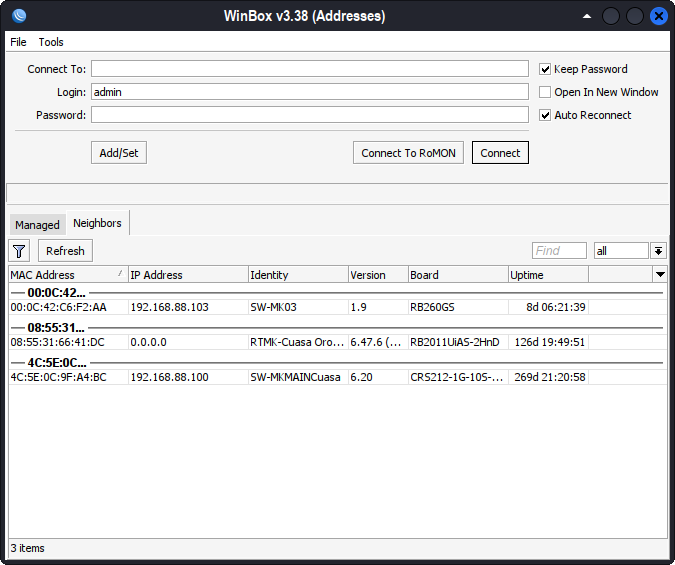 WinBox v3.38 (Addresses)
File Tools
Connect To:
Keep Password
Login: admin
Open In New Window
Password:
Auto Reconnect
Add/Set Connect To RoMON Connect
Managed Neighbors
Refresh Find all
MAC Address IP Address Identity Version Board Uptime
00:0C:42...
00:0C:42:C6:F2:AA 192.168.88.103 SW-MK03 1.9 RB260GS 8d 06:21:39
08:55:31...
08:55:31:66:41:DC 0.0.0.0 RTMK-Cuasa Oro... 6.47.6 (... RB2011UiAS-2HnD 126d 19:49:51
4C:5E:0C...
4C:5E:0C:9F:A4:BC 192.168.88.100 SW-MKMAINCuasa 6.20 CRS212-1G-10S-... 269d 21:20:58
3 items